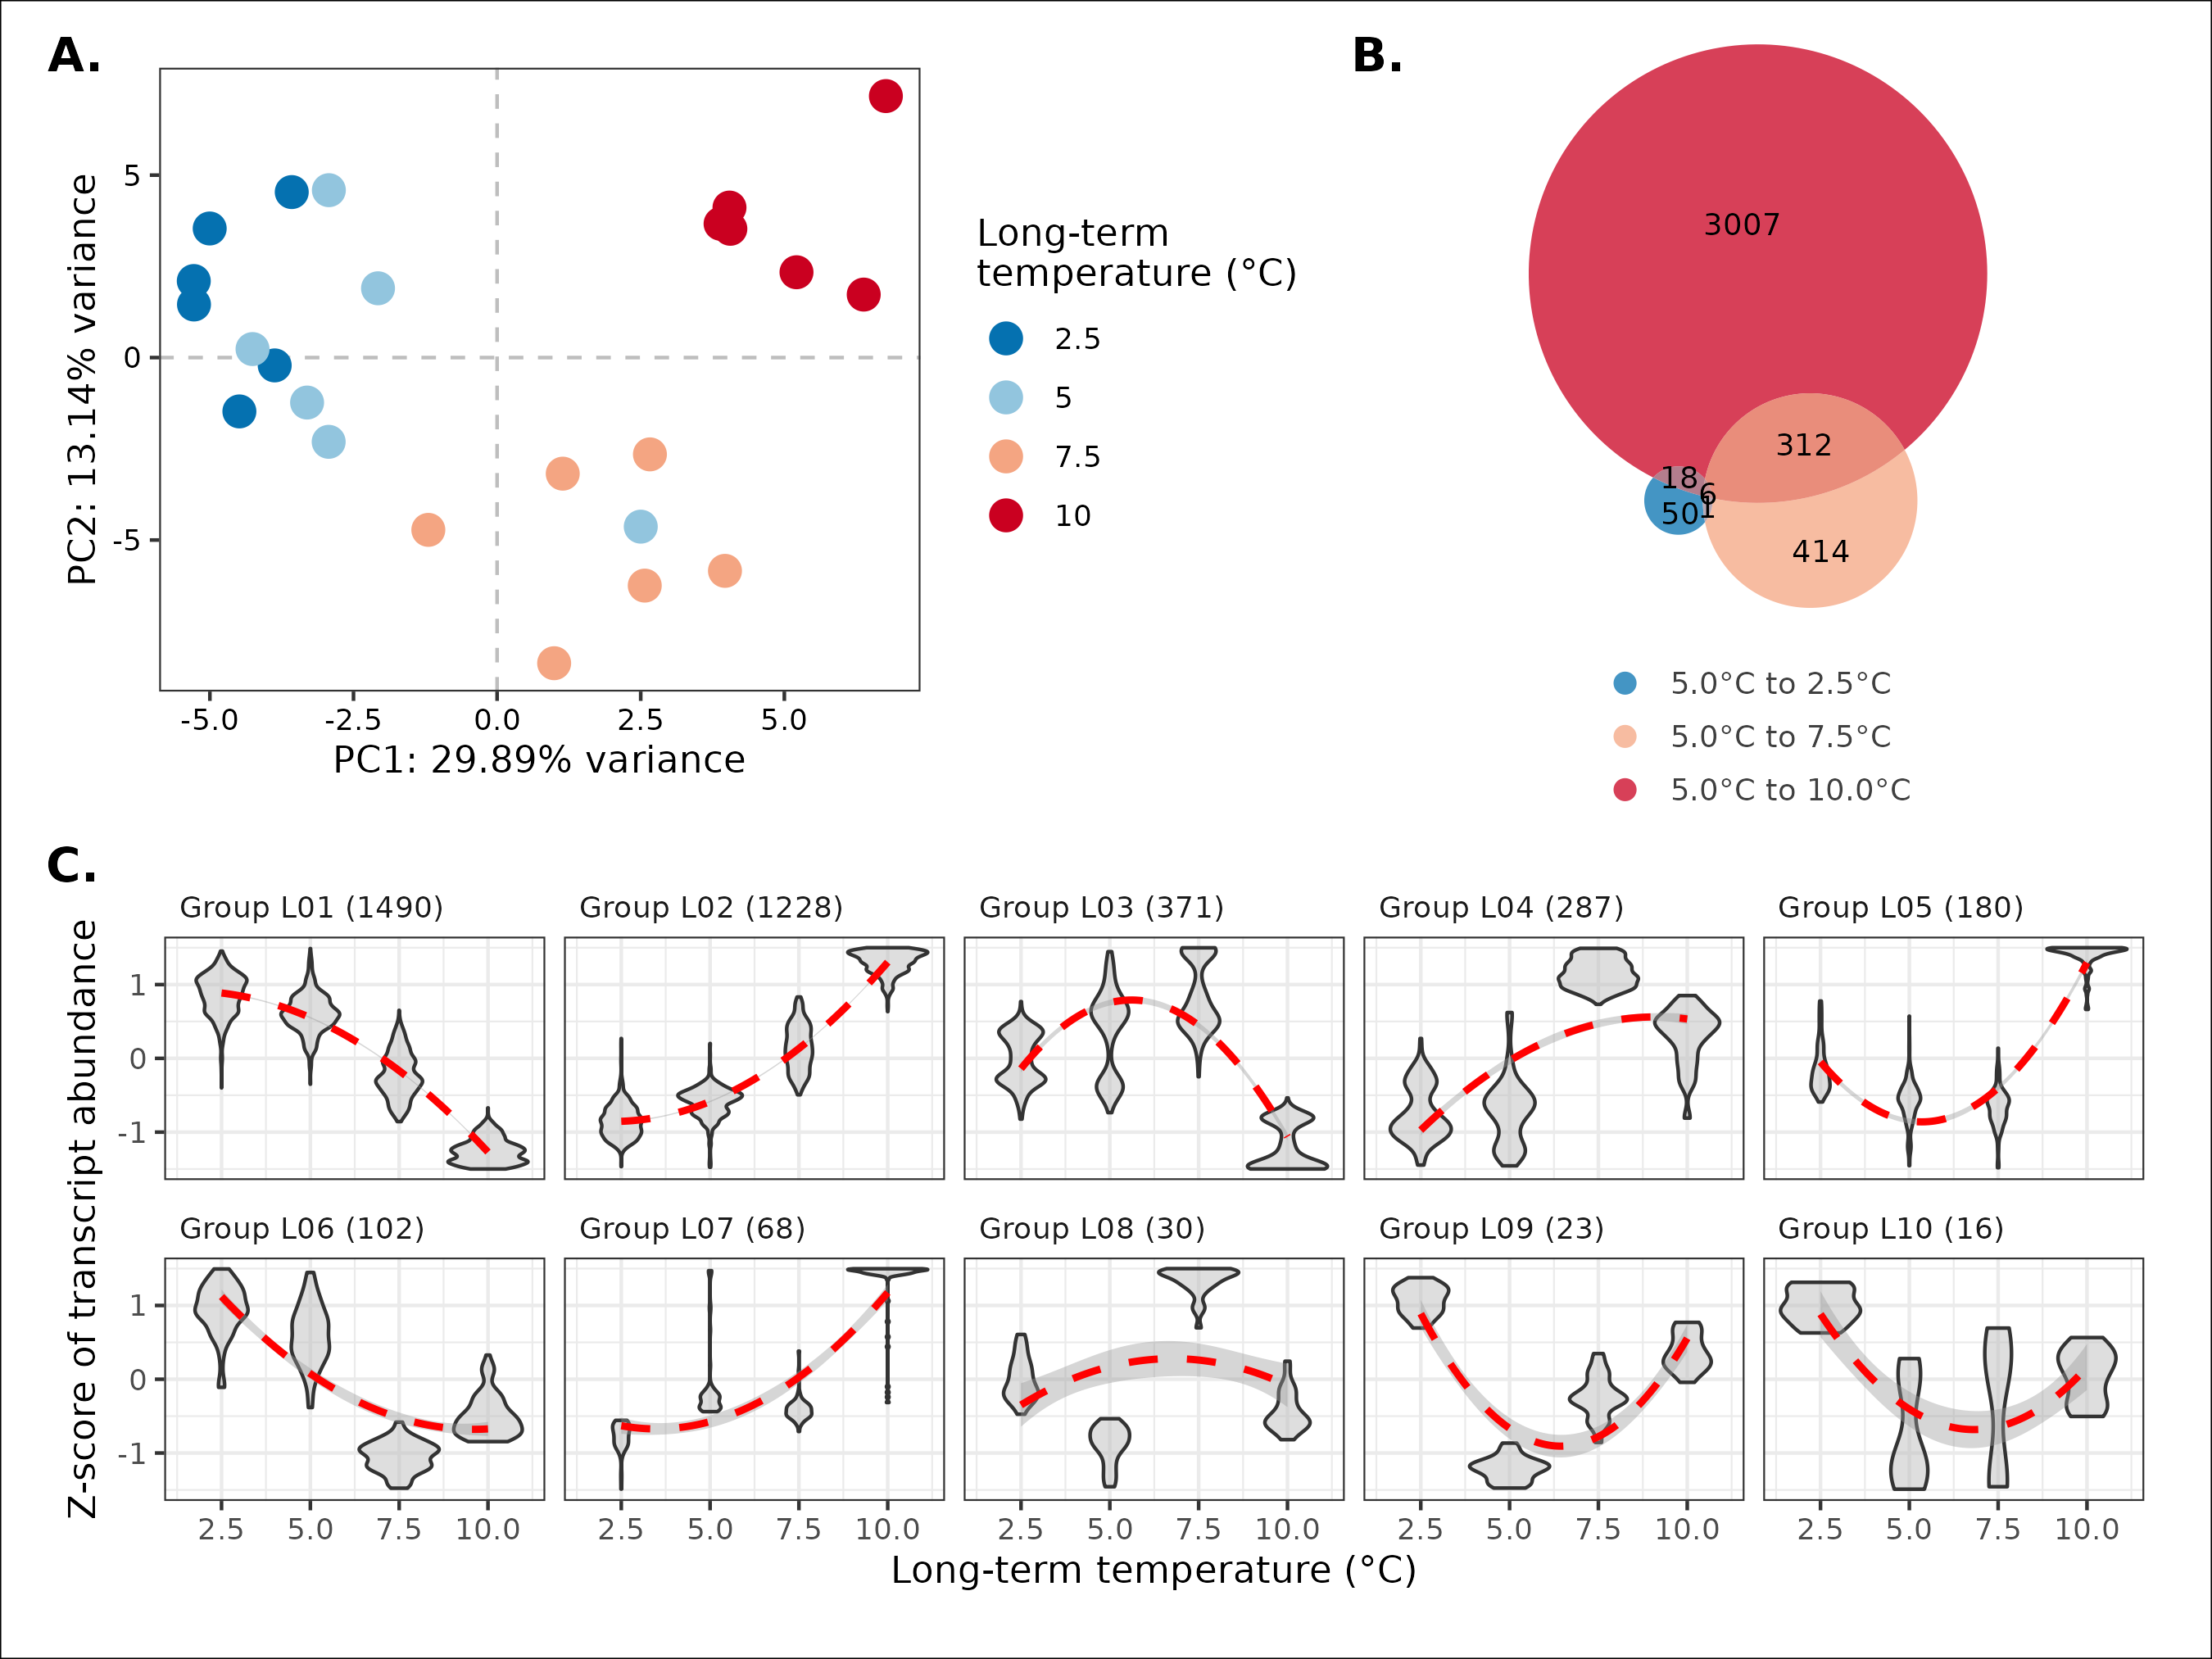 A.
PC2: 13.14% variance
5
0
-5
-5.0 -2.5 0.0 2.5 5.0
PC1: 29.89% variance
Long-term
temperature (°C)
2.5
5
7.5
10
B.
3007
312
18
6
50
1
414
5.0°C to 2.5°C
5.0°C to 7.5°C
5.0°C to 10.0°C
C.
Z-score of transcript abundance
Group L01 (1490) Group L02 (1228) Group L03 (371) Group L04 (287) Group L05 (180)
1
0
-1
Group L06 (102) Group L07 (68) Group L08 (30) Group L09 (23) Group L10 (16)
1
0
-1
2.5 5.0 7.5 10.0 2.5 5.0 7.5 10.0 2.5 5.0 7.5 10.0 2.5 5.0 7.5 10.0 2.5 5.0 7.5 10.0
Long-term temperature (°C)